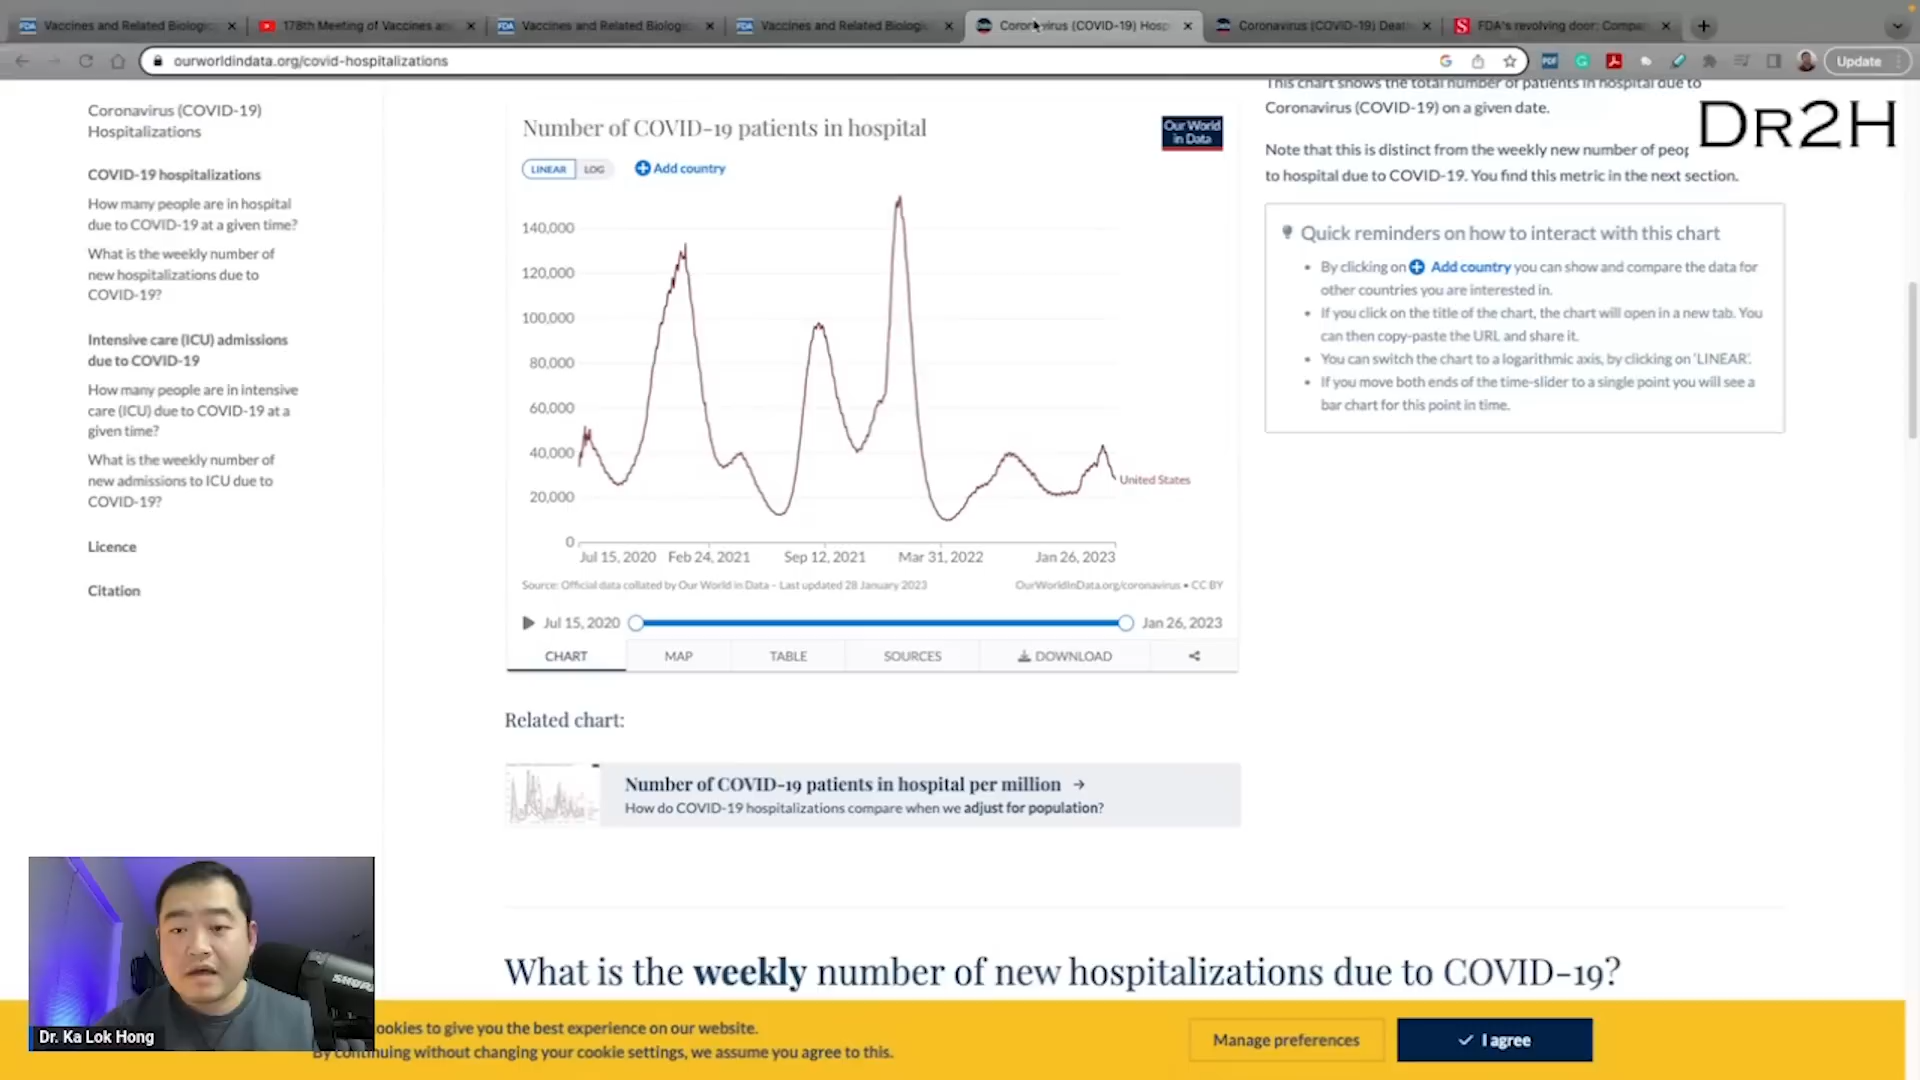 Vaccines and Related Biologic
178th Meeting of Vaccines an
Vaccines and Related Biologic
Vaccines and Related Biologic
Coronavirus (COVID-19) Hosp
Coronavirus (COVID-19) Deat
FDA's revolving door: Compa
ourworldindata.org/covid-hospitalizations
Update
DR2H
Coronavirus (COVID-19)
Hospitalizations
COVID-19 hospitalizations
How many people are in hospital
due to COVID-19 at a given time?
What is the weekly number of
new hospitalizations due to
COVID-19?
Intensive care (ICU) admissions
due to COVID-19
How many people are in intensive
care (ICU) due to COVID-19 at a
given time?
What is the weekly number of
new admissions to ICU due to
COVID-19?
Licence
Citation
Number of COVID-19 patients in hospital
Our World
in Data
LINEAR LOG
Add country
140,000
120,000
100,000
80,000
60,000
40,000
20,000
0
United States
Jul 15, 2020 Feb 24, 2021 Sep 12, 2021 Mar 31, 2022 Jan 26, 2023
Source: Official data collated by Our World in Data – Last updated 28 January 2023
OurWorldInData.org/coronavirus • CC BY
Jul 15, 2020 Jan 26, 2023
CHART MAP TABLE SOURCES DOWNLOAD
This chart shows the total number of patients in hospital due to
Coronavirus (COVID-19) on a given date.
Note that this is distinct from the weekly new number of peop
to hospital due to COVID-19. You find this metric in the next section.
Quick reminders on how to interact with this chart
• By clicking on Add country you can show and compare the data for
other countries you are interested in.
• If you click on the title of the chart, the chart will open in a new tab. You
can then copy-paste the URL and share it.
• You can switch the chart to a logarithmic axis, by clicking on 'LINEAR'.
• If you move both ends of the time-slider to a single point you will see a
bar chart for this point in time.
Related chart:
Number of COVID-19 patients in hospital per million →
How do COVID-19 hospitalizations compare when we adjust for population?
What is the weekly number of new hospitalizations due to COVID-19?
ookies to give you the best experience on our website.
By continuing without changing your cookie settings, we assume you agree to this.
Manage preferences
I agree
Dr. Ka Lok Hong